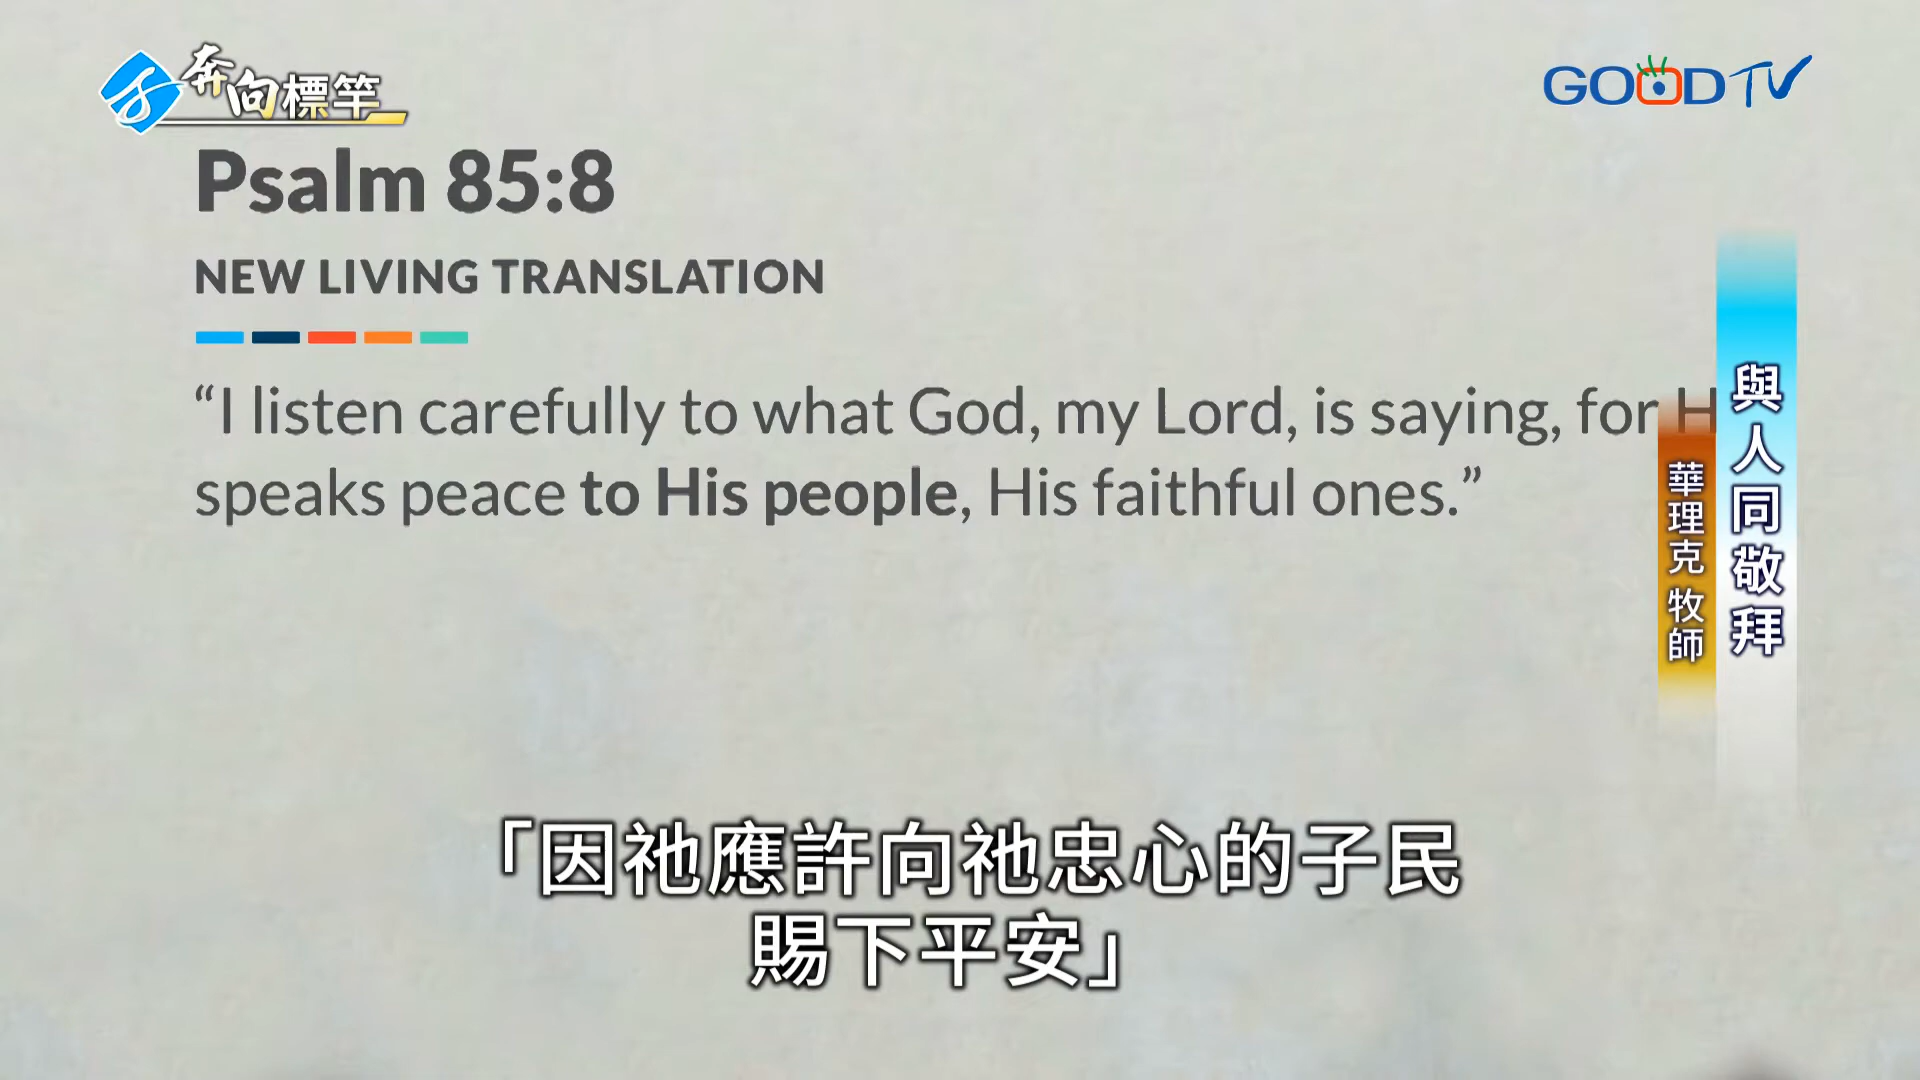 奔向標竿
GOOD TV
Psalm 85:8
NEW LIVING TRANSLATION
“I listen carefully to what God, my Lord, is saying, for H
speaks peace to His people, His faithful ones.”
與人同敬拜
華理克 牧師
「因祂應許向祂忠心的子民
賜下平安」